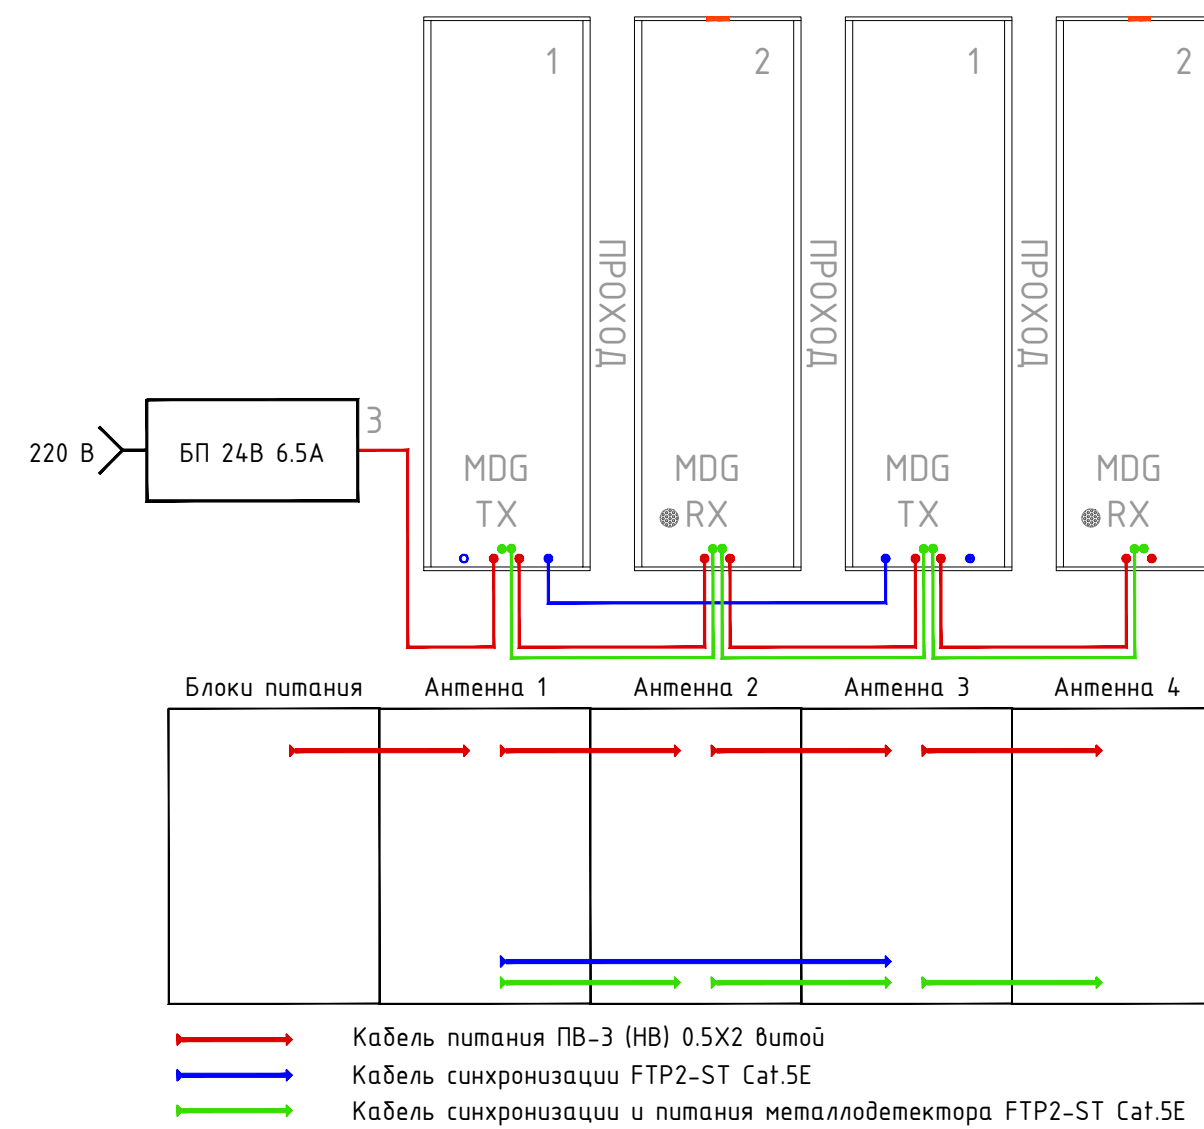 1
2
1
2
ПРОХОД
ПРОХОД
ПРОХОД
3
220 В
БП 24В 6.5А
MDG
TX
MDG
RX
MDG
TX
MDG
RX
Блоки питания
Антенна 1
Антенна 2
Антенна 3
Антенна 4
Кабель питания ПВ-3 (НВ) 0.5Х2 витой
Кабель синхронизации FTP2-ST Cat.5E
Кабель синхронизации и питания металлодетектора FTP2-ST Cat.5E